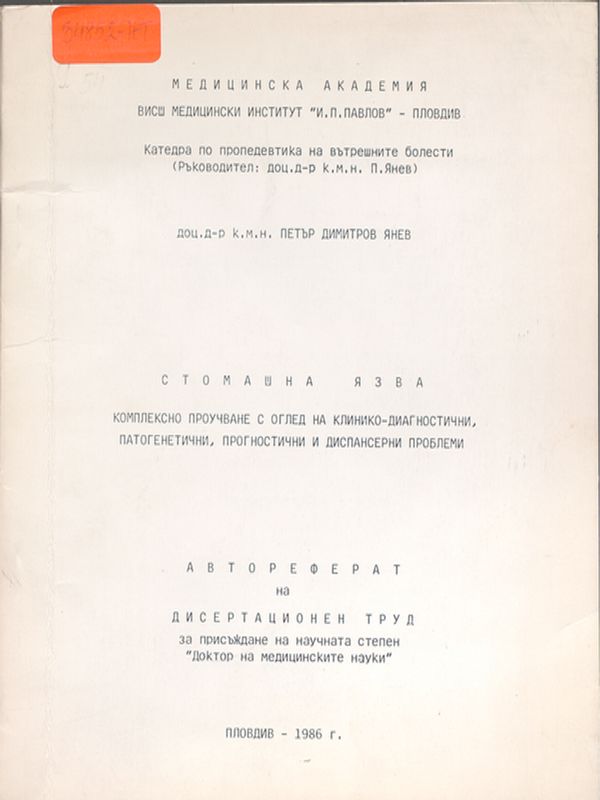 МЕДИЦИНСКА АКАДЕМИЯ
ВИСШ МЕДИЦИНСКИ ИНСТИТУТ "И.П.ПАВЛОВ" - ПЛОВДИВ
Катедра по пропедевтика на вътрешните болести
(Ръководител: доц.д-р к.м.н. П.Янев)
доц.д-р к.м.н. ПЕТЪР ДИМИТРОВ ЯНЕВ
СТОМАШНА ЯЗВА
КОМПЛЕКСНО ПРОУЧВАНЕ С ОГЛЕД НА КЛИНИКО-ДИАГНОСТИЧНИ,
ПАТОГЕНЕТИЧНИ, ПРОГНОСТИЧНИ И ДИСПАНСЕРНИ ПРОБЛЕМИ
АВТОРЕФЕРАТ
на
ДИСЕРТАЦИОНЕН ТРУД
за присъждане на научната степен
"Доктор на медицинските науки"
ПЛОВДИВ - 1986 г.